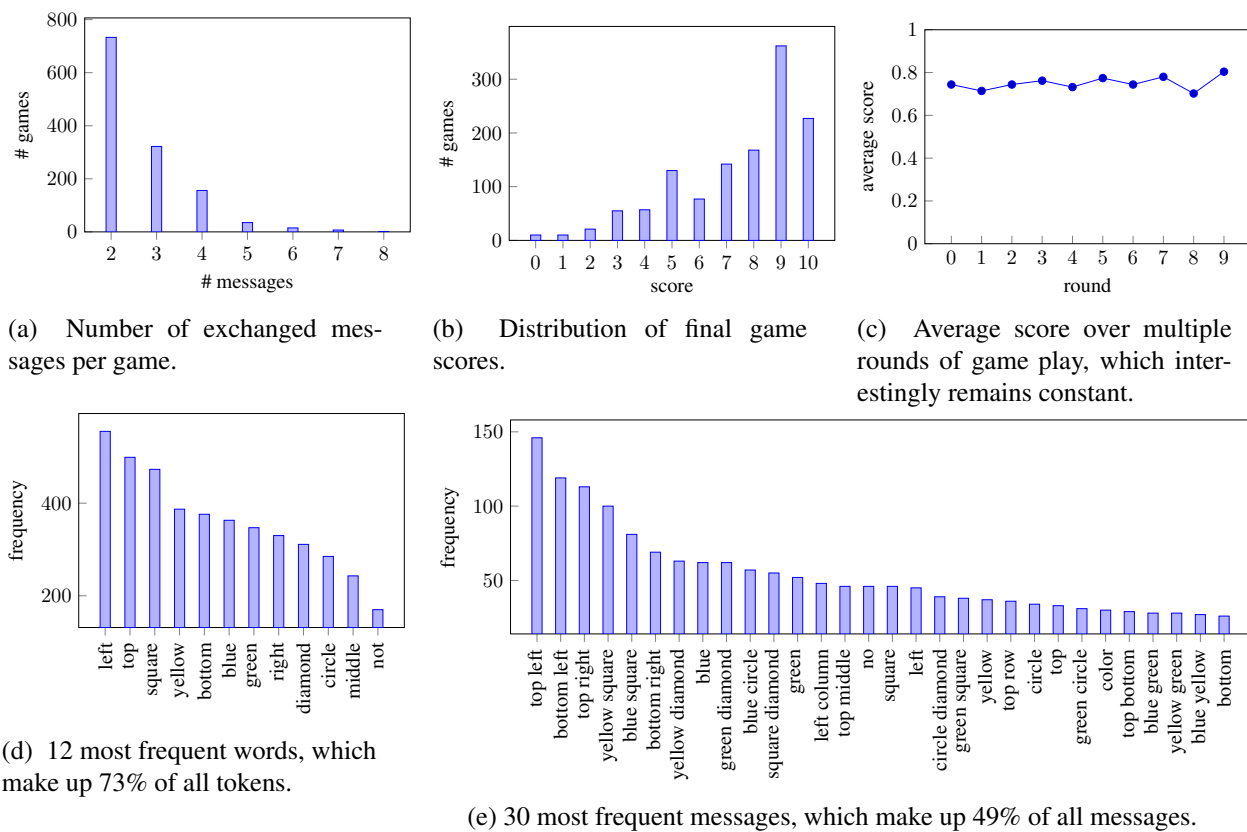 800
600
400
200
0
# games
2 3 4 5 6 7 8
# messages
(a) Number of exchanged mes-
sages per game.
300
200
100
0
# games
0 1 2 3 4 5 6 7 8 9 10
score
(b) Distribution of final game
scores.
1
0.8
0.6
0.4
0.2
0
average score
0 1 2 3 4 5 6 7 8 9
round
(c) Average score over multiple
rounds of game play, which inter-
estingly remains constant.
400
200
frequency
left
top
square
yellow
bottom
blue
green
right
diamond
circle
middle
not
(d) 12 most frequent words, which
make up 73% of all tokens.
150
100
50
frequency
top left
bottom left
top right
yellow square
blue square
bottom right
yellow diamond
blue
green diamond
blue circle
square diamond
green
left column
top middle
no
square
left
circle diamond
green square
yellow
top row
circle
top
green circle
color
top bottom
blue green
yellow green
blue yellow
bottom
(e) 30 most frequent messages, which make up 49% of all messages.